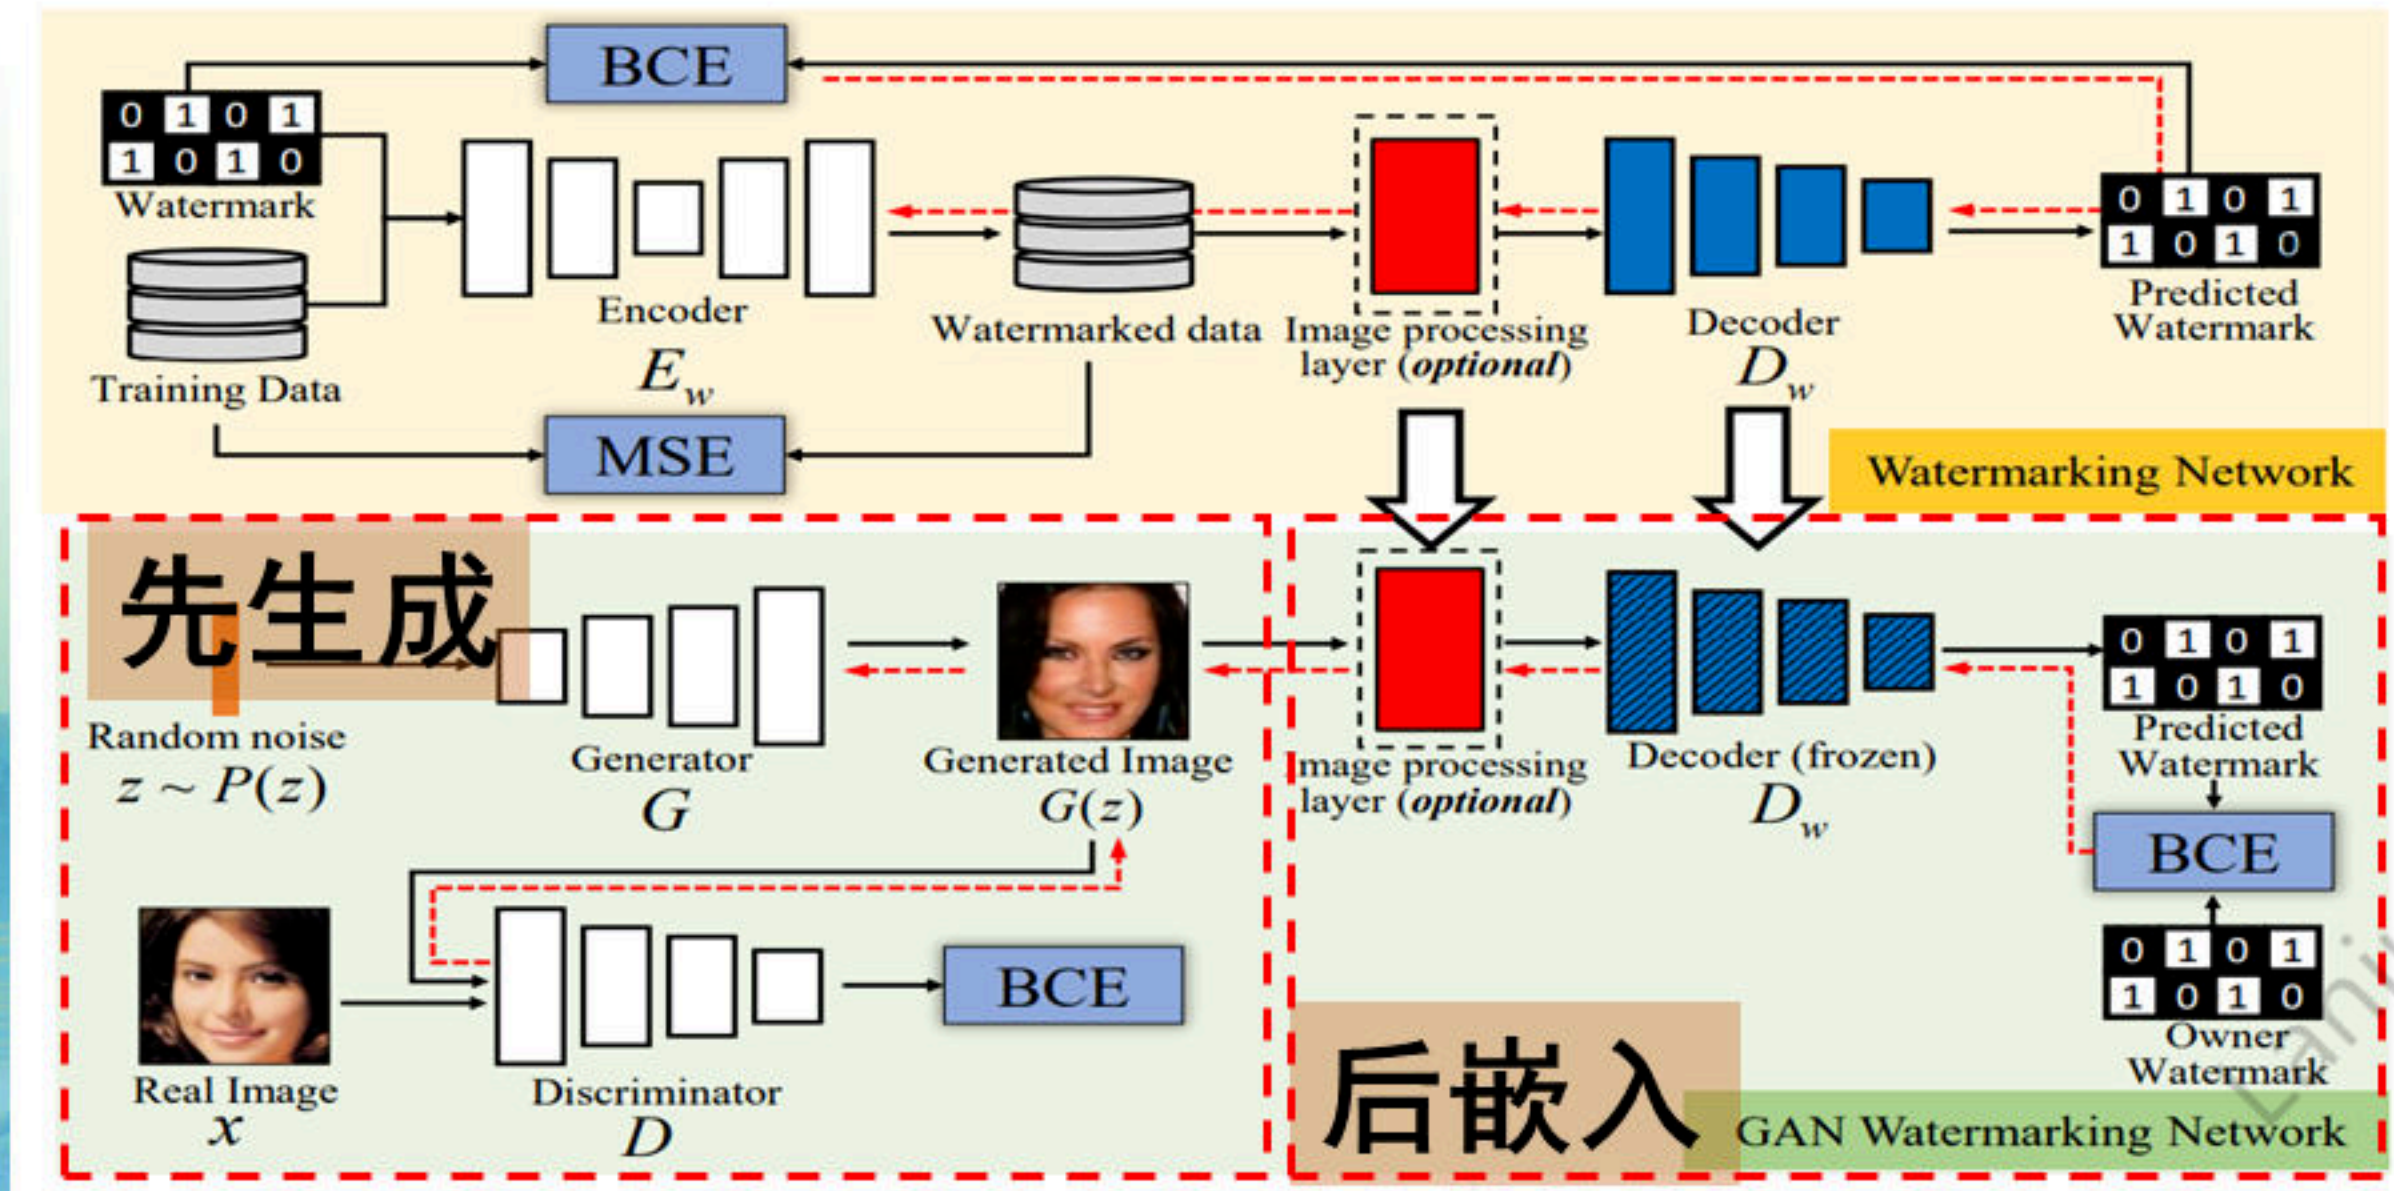 BCE
0 1 0 1
1 0 1 0
Watermark
Training Data
Encoder
E_w
MSE
Watermarked data
Image processing
layer (optional)
Decoder
D_w
0 1 0 1
1 0 1 0
Predicted
Watermark
Watermarking Network
先生成
Random noise
z ~ P(z)
Generator
G
Generated Image
G(z)
mage processing
layer (optional)
Decoder (frozen)
D_w
0 1 0 1
1 0 1 0
Predicted
Watermark
BCE
0 1 0 1
1 0 1 0
Owner
Watermark
Real Image
x
Discriminator
D
BCE
后嵌入
GAN Watermarking Network